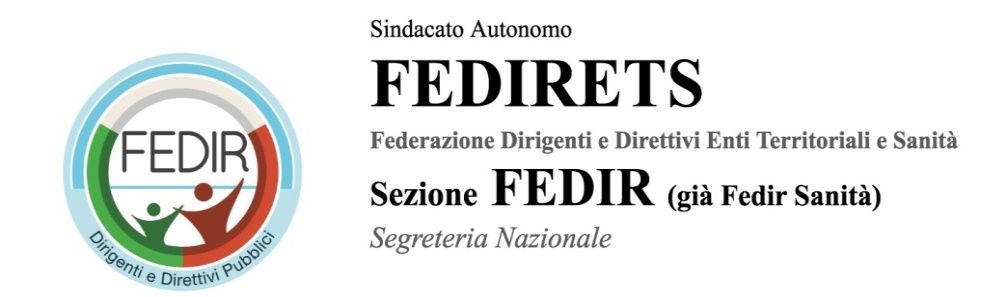 FEDIR
Dirigenti e Direttivi Pubblici
Sindacato Autonomo
FEDIRETS
Federazione Dirigenti e Direttivi Enti Territoriali e Sanità
Sezione FEDIR (già Fedir Sanità)
Segreteria Nazionale